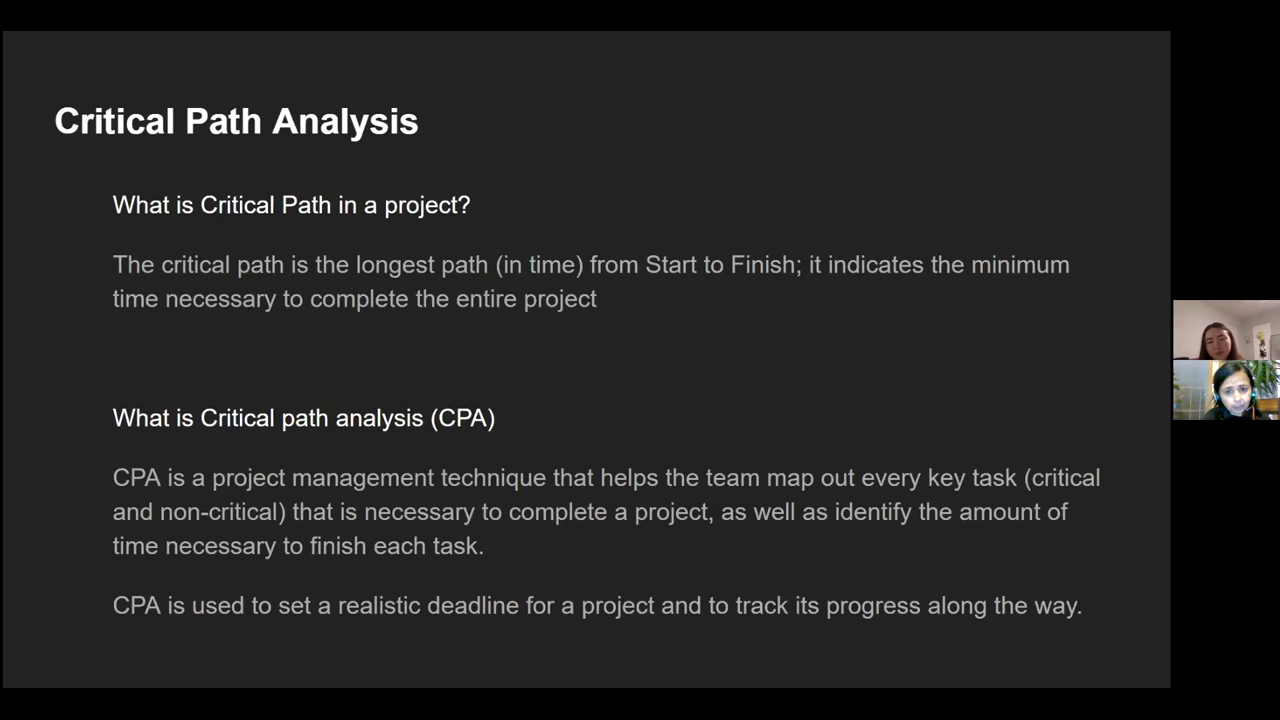 Critical Path Analysis
What is Critical Path in a project?
The critical path is the longest path (in time) from Start to Finish; it indicates the minimum
time necessary to complete the entire project
What is Critical path analysis (CPA)
CPA is a project management technique that helps the team map out every key task (critical
and non-critical) that is necessary to complete a project, as well as identify the amount of
time necessary to finish each task.
CPA is used to set a realistic deadline for a project and to track its progress along the way.